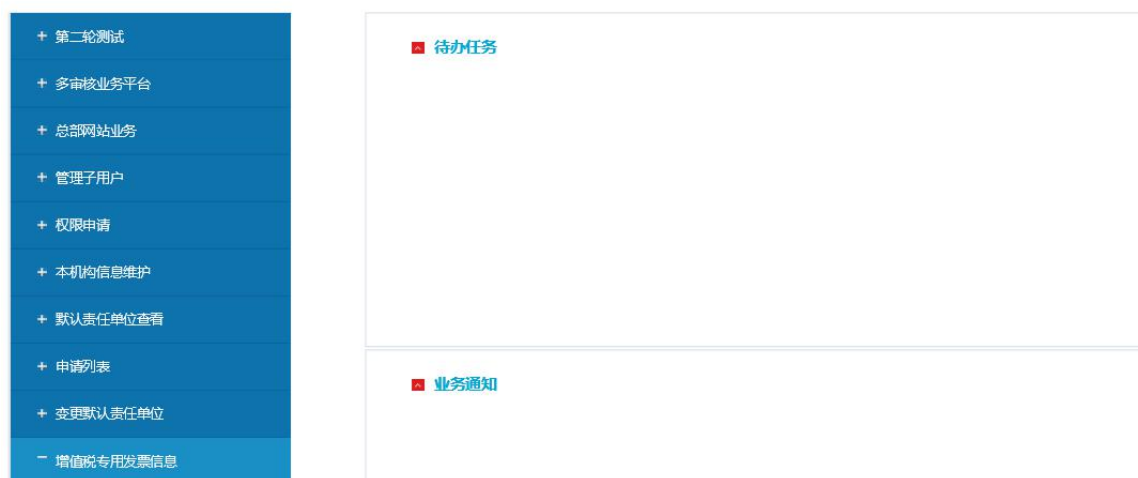 + 第二轮测试
+ 多审核业务平台
+ 总部网站业务
+ 管理子用户
+ 权限申请
+ 本机构信息维护
+ 默认责任单位查看
+ 申请列表
+ 变更默认责任单位
- 增值税专用发票信息
待办任务
业务通知